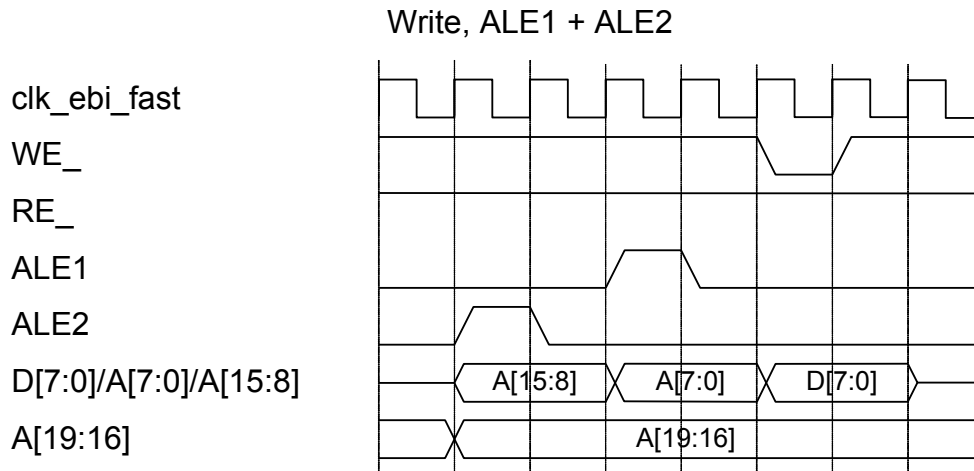 Write, ALE1 + ALE2
clk_ebi_fast
WE_
RE_
ALE1
ALE2
D[7:0]/A[7:0]/A[15:8] A[15:8] A[7:0] D[7:0]
A[19:16] A[19:16]